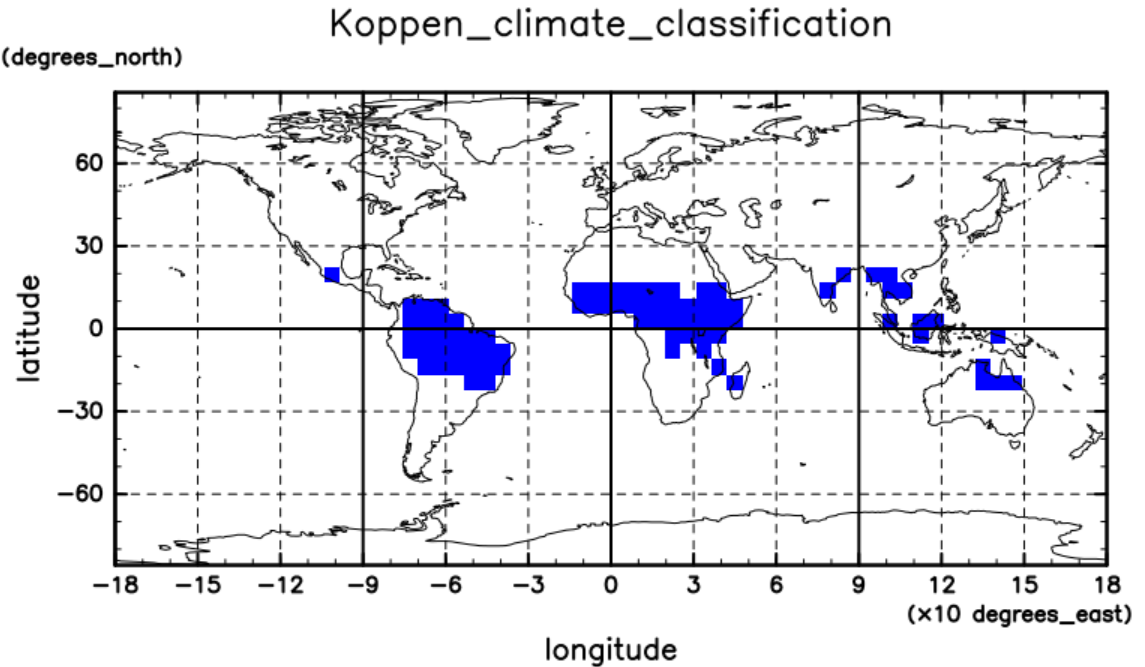 Koppen_climate_classification
(degrees_north)
60
30
0
−30
−60
latitude
−18 −15 −12 −9 −6 −3 0 3 6 9 12 15 18
(×10 degrees_east)
longitude